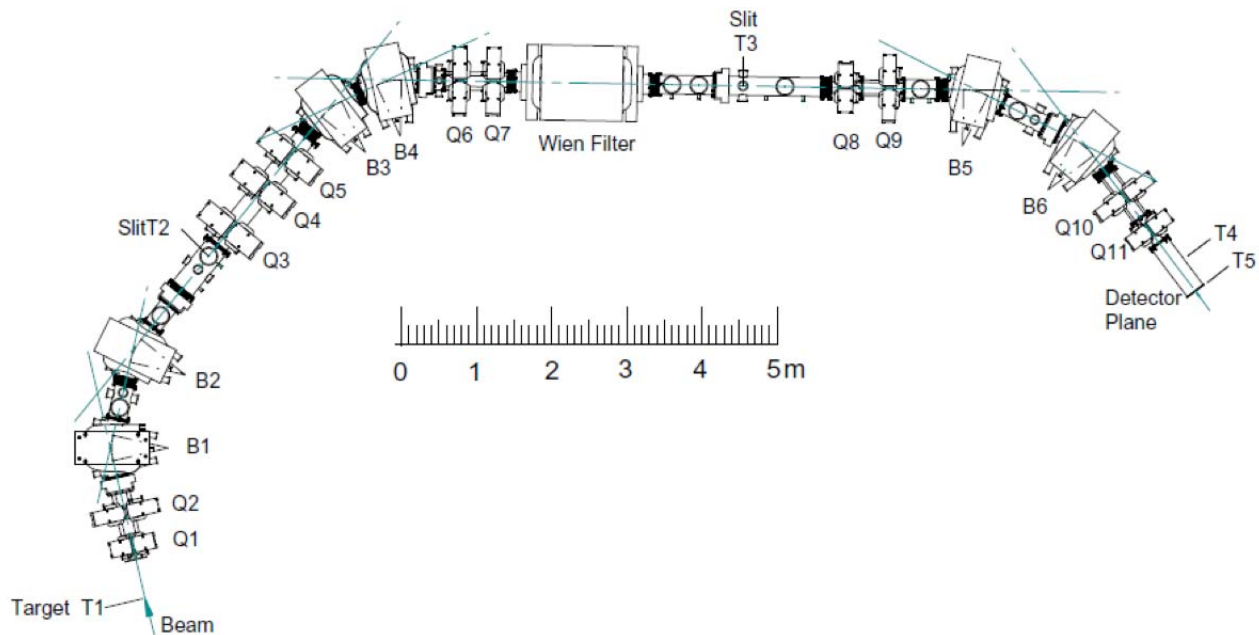 Slit
T3
Q6 Q7
Wien Filter
Q8 Q9
B4
B3
B5
Q5
B6
Q4
SlitT2
Q10
Q3
T4
Q11
T5
Detector
Plane
0 1 2 3 4 5m
B2
B1
Q2
Q1
Target T1
Beam